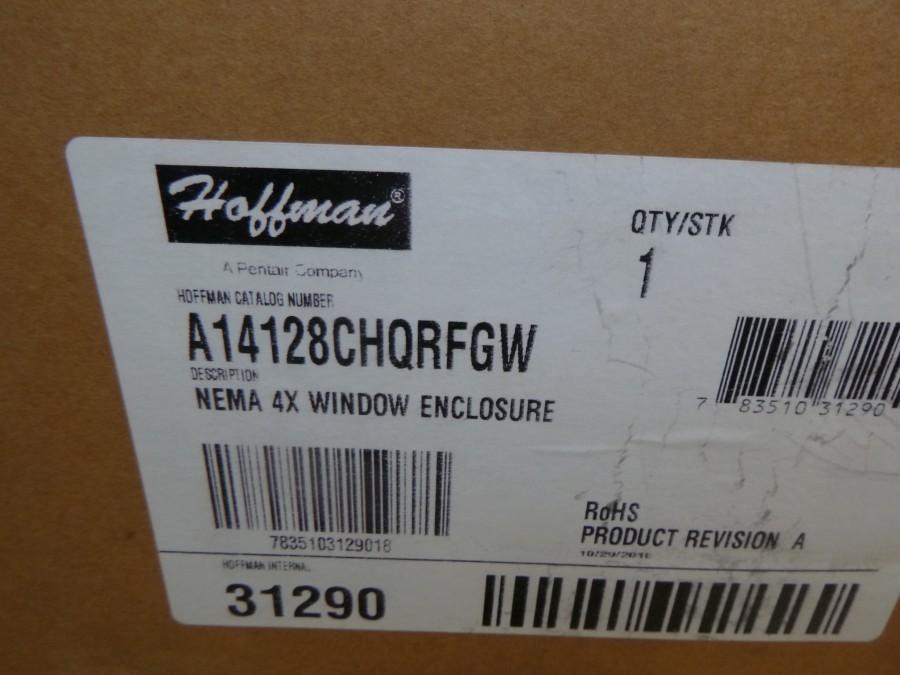 Hoffman®
A Pentair Company
QTY/STK
1
HOFFMAN CATALOG NUMBER
A14128CHQRFGW
DESCRIPTION
NEMA 4X WINDOW ENCLOSURE
7 83510 31290
7835103129018
RoHS
PRODUCT REVISION A
HOFFMAN INTERNAL
31290